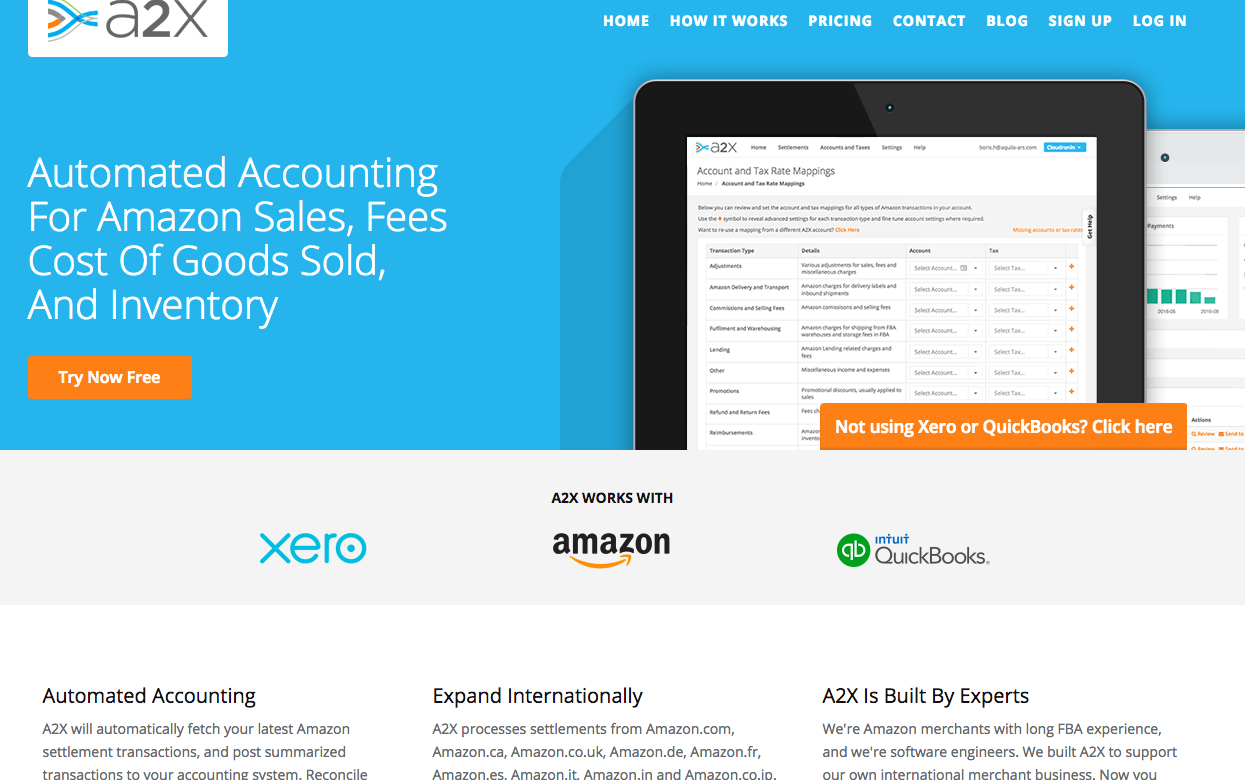 a2x
HOME HOW IT WORKS PRICING CONTACT BLOG SIGN UP LOG IN
Automated Accounting
For Amazon Sales, Fees
Cost Of Goods Sold,
And Inventory
Try Now Free
a2x Home Settlements Accounts and Taxes Settings Help boris.h@aquila-ars.com Cloudronin
Account and Tax Rate Mappings
Home / Account and Tax Rate Mappings
Below you can review and set the account and tax mappings for all types of Amazon transactions in your account.
Use the + symbol to reveal advanced settings for each transaction type and fine tune account settings where required.
Want to re-use a mapping from a different A2X account? Click Here
Missing accounts or tax rates
Get Help
Transaction Type Details Account Tax
Adjustments Various adjustments for sales, fees and Select Account... Select Tax... +
miscellaneous charges
Amazon Delivery and Transport Amazon charges for delivery labels and Select Account... Select Tax... +
inbound shipments
Commissions and Selling Fees Amazon comissions and selling fees Select Account... Select Tax... +
Fulfilment and Warehousing Amazon charges for shipping from FBA Select Account... Select Tax... +
warehouses and storage fees in FBA
Lending Amazon Lending related charges and Select Account... Select Tax... +
fees
Other Miscellaneous income and expenses Select Account... Select Tax... +
Promotions Promotional discounts, usually applied to Select Account... Select Tax... +
sales
Refund and Return Fees Fees
Reimbursements
Settings Help
Payments
2016-05 2016-08
Actions
Review Send to
Review Send to
Not using Xero or QuickBooks? Click here
A2X WORKS WITH
xero
amazon
qb intuit QuickBooks.
Automated Accounting
A2X will automatically fetch your latest Amazon
settlement transactions, and post summarized
transactions to your accounting system. Reconcile
Expand Internationally
A2X processes settlements from Amazon.com,
Amazon.ca, Amazon.co.uk, Amazon.de, Amazon.fr,
Amazon.es, Amazon.it, Amazon.in and Amazon.co.jp.
A2X Is Built By Experts
We're Amazon merchants with long FBA experience,
and we're software engineers. We built A2X to support
our own international merchant business. Now you